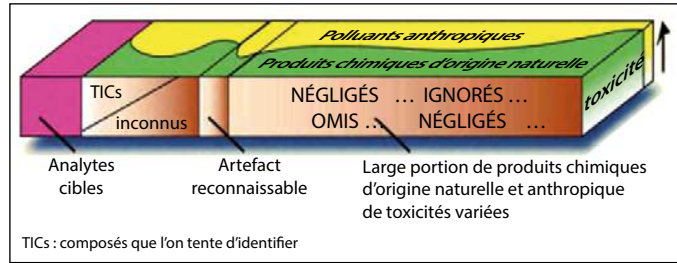 Polluants anthropiques
Produits chimiques d'origine naturelle
toxicité
TICs
inconnus
NÉGLIGÉS … IGNORÉS …
OMIS … NÉGLIGÉS …
Analytes
cibles
Artefact
reconnaissable
Large portion de produits chimiques
d'origine naturelle et anthropique
de toxicités variées
TICs : composés que l'on tente d'identifier